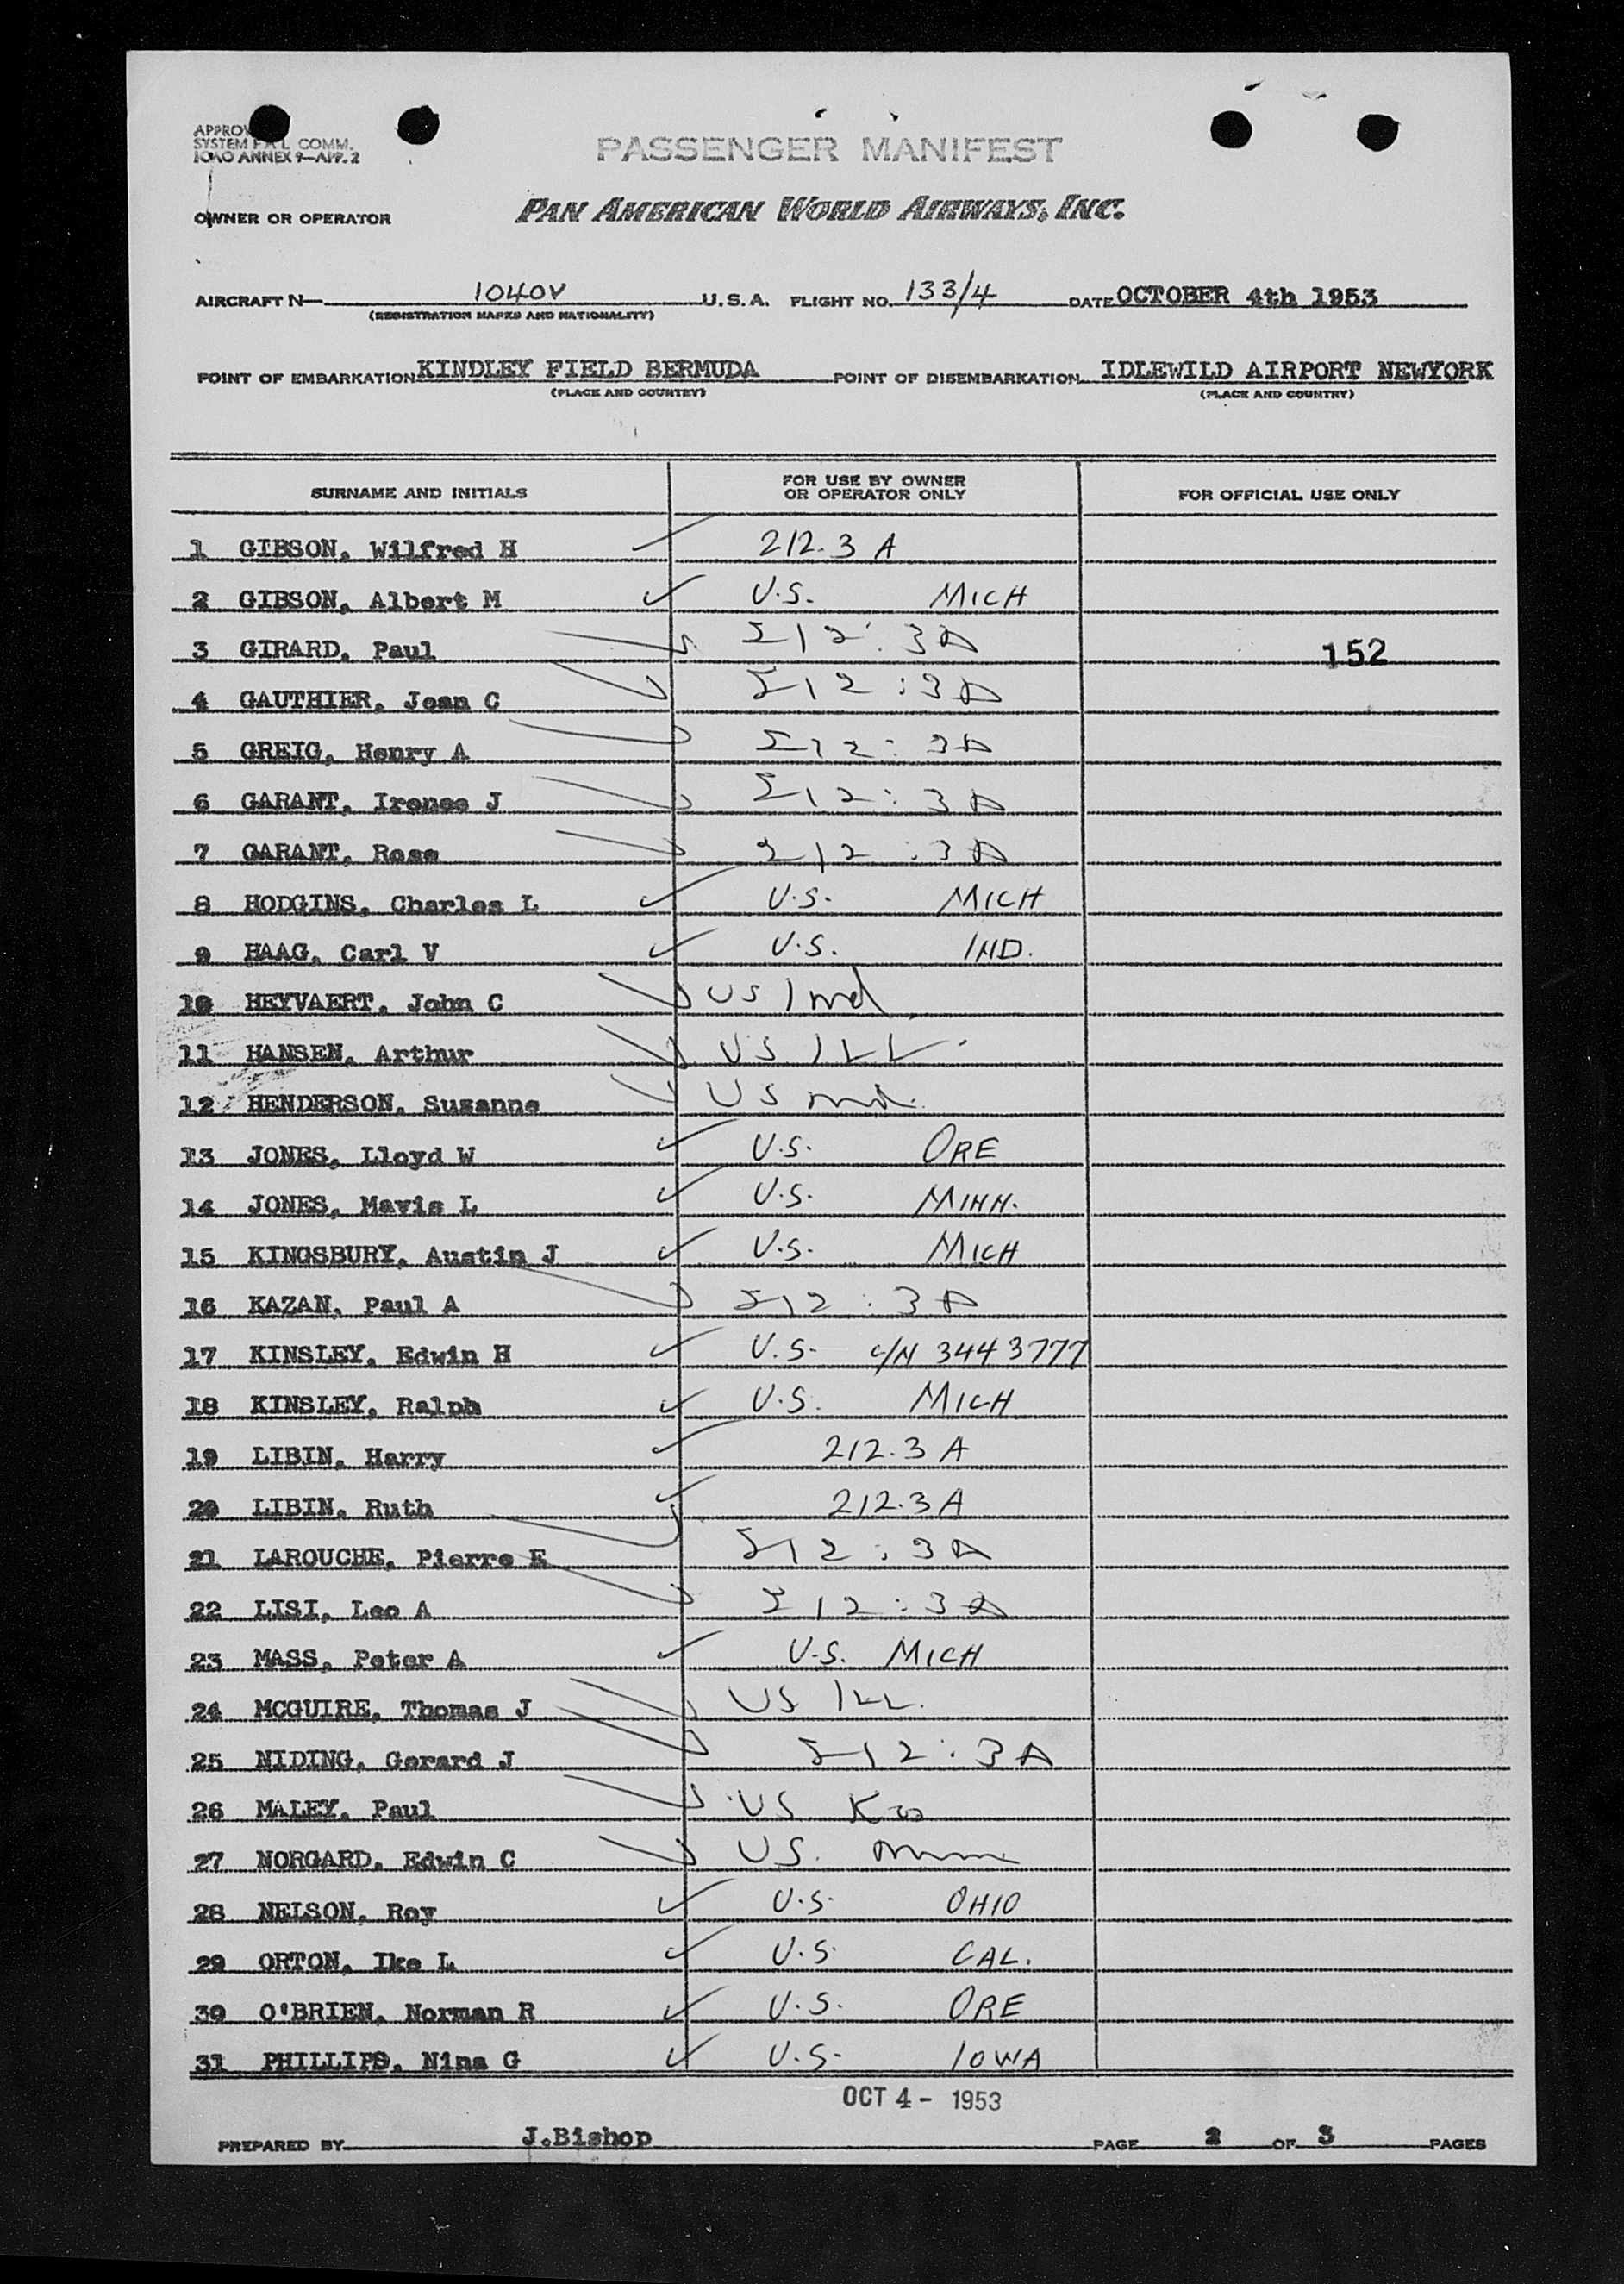 APPROV
SYSTEM FAL COMM.
ICAO ANNEX 9—APP. 2
PASSENGER MANIFEST
OWNER OR OPERATOR PAN AMERICAN WORLD AIRWAYS, INC.
AIRCRAFT N— 1040V U.S.A. FLIGHT NO. 133/4 DATE OCTOBER 4th 1953
(REGISTRATION MARKS AND NATIONALITY)
POINT OF EMBARKATION KINDLEY FIELD BERMUDA POINT OF DISEMBARKATION IDLEWILD AIRPORT NEWYORK
(PLACE AND COUNTRY) (PLACE AND COUNTRY)
SURNAME AND INITIALS FOR USE BY OWNER OR OPERATOR ONLY FOR OFFICIAL USE ONLY
1 GIBSON, Wilfred H 212.3 A
2 GIBSON, Albert M U.S. MICH
3 GIRARD, Paul 212:3A 152
4 GAUTHIER, Jean C 212:3A
5 GREIG, Henry A 212:3A
6 GARANT, Irenee J 212:3A
7 GARANT, Rose 212:3A
8 HODGINS, Charles L U.S. MICH
9 HAAG, Carl V U.S. IND.
10 HEYVAERT, John C US Ind
11 HANSEN, Arthur US ILL
12 HENDERSON, Suzanne US
13 JONES, Lloyd W U.S. ORE
14 JONES, Mavis L U.S. MINN.
15 KINGSBURY, Austin J U.S. MICH
16 KAZAN, Paul A 212:3A
17 KINSLEY, Edwin H U.S. C/N 3443777
18 KINSLEY, Ralph U.S. MICH
19 LIBIN, Harry 212.3 A
20 LIBIN, Ruth 212.3 A
21 LAROUCHE, Pierre E 212:3A
22 LISI, Leo A 212:3A
23 MASS, Peter A U.S. MICH
24 MCGUIRE, Thomas J US ILL.
25 NIDING, Gerard J 212:3A
26 MALEY, Paul US
27 NORGARD, Edwin C US.
28 NELSON, Roy U.S. OHIO
29 ORTON, Ike L U.S. CAL.
30 O'BRIEN, Norman R U.S. ORE
31 PHILLIPS, Nina G U.S. IOWA
OCT 4 - 1953
PREPARED BY J.Bishop PAGE 2 OF 3 PAGES